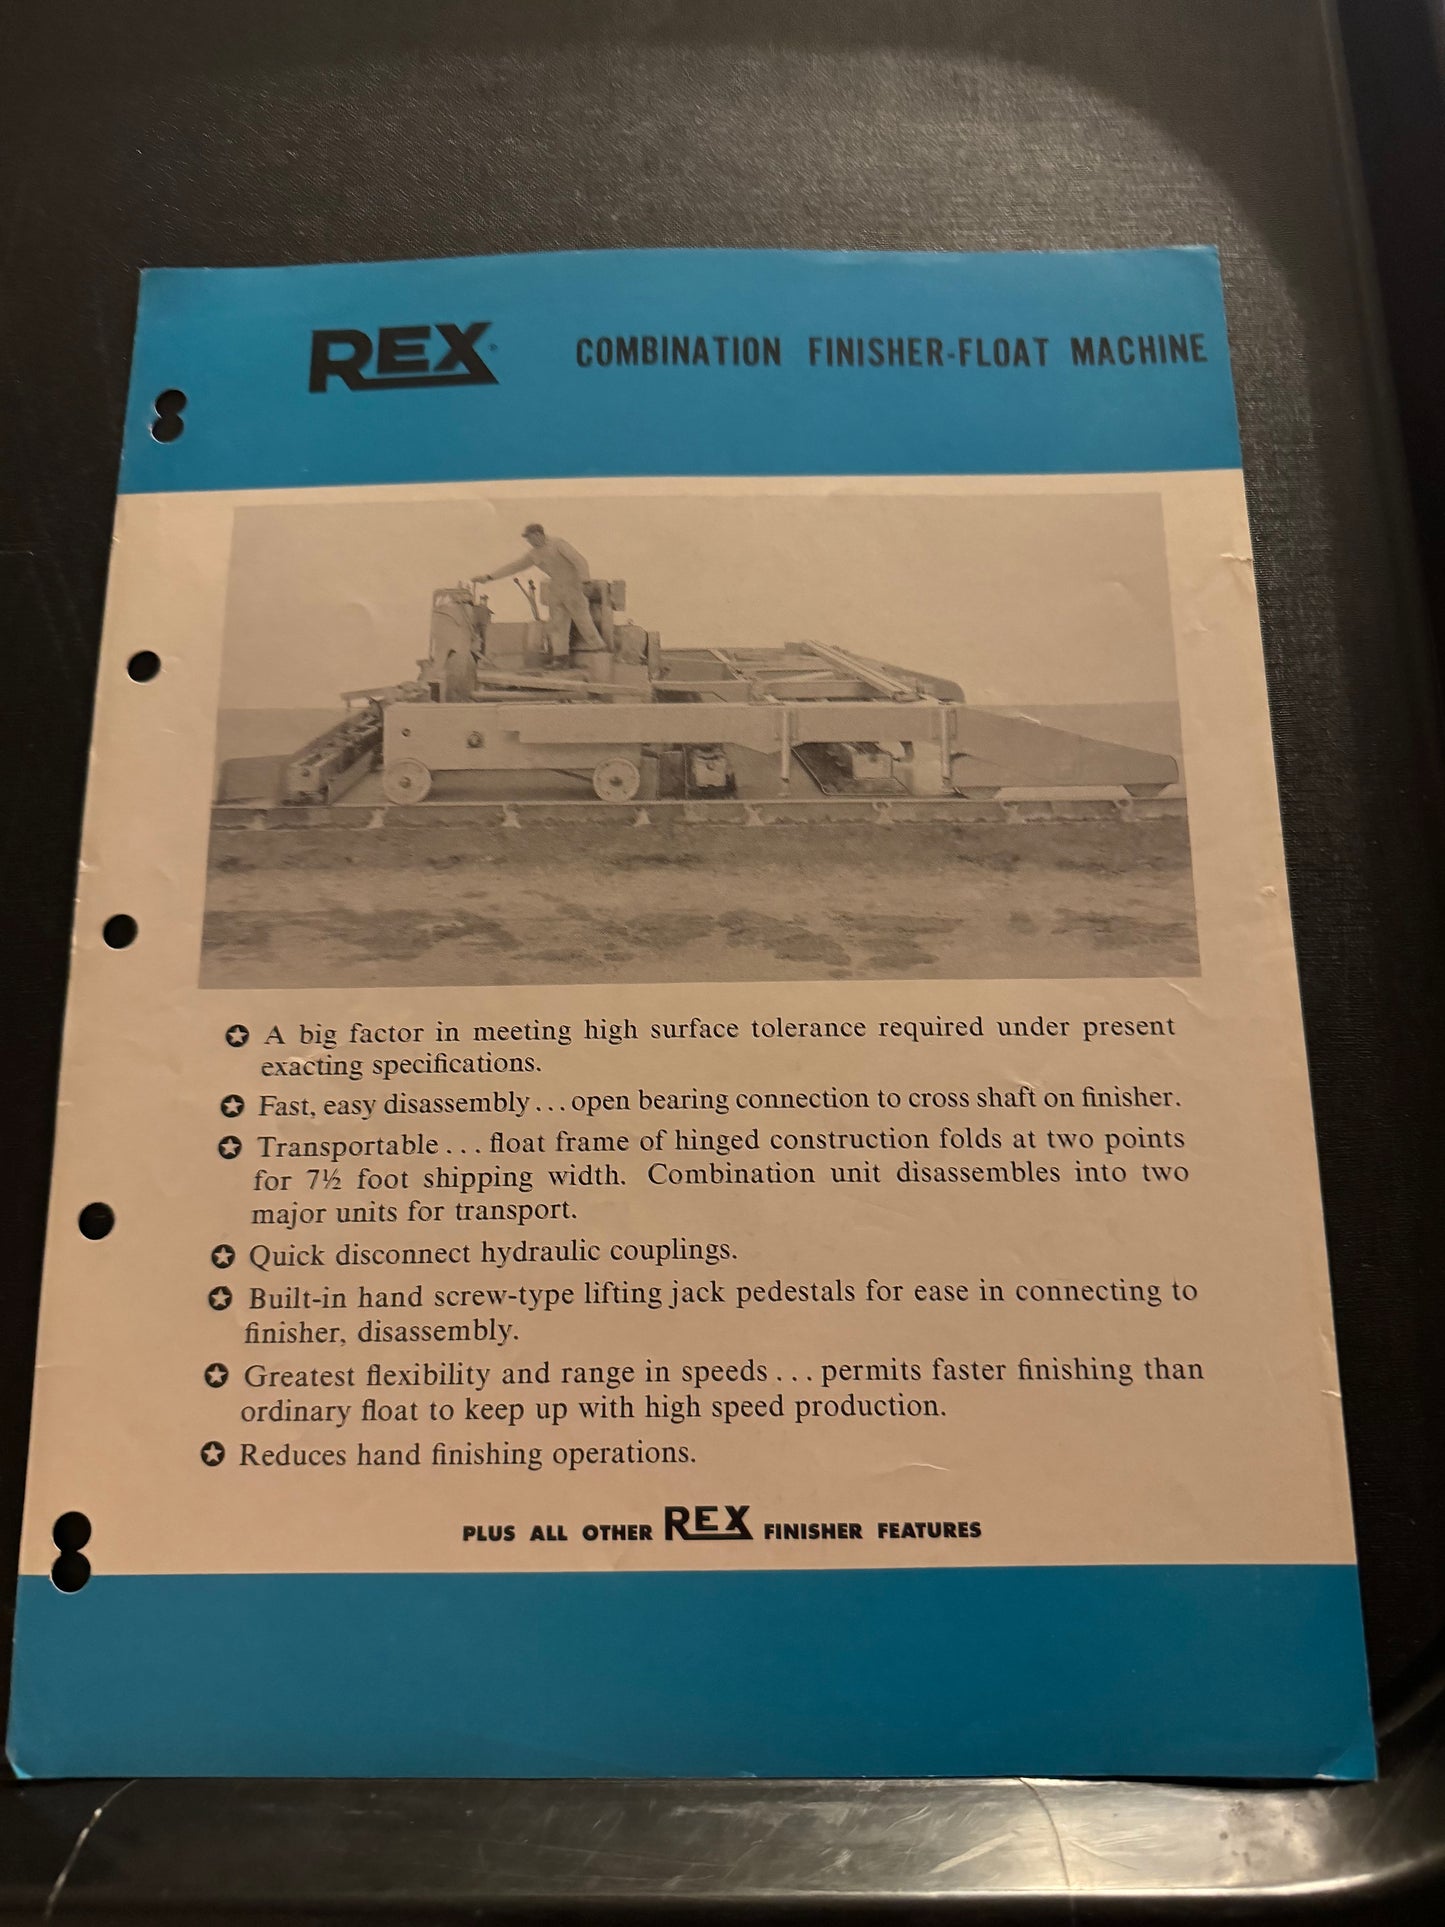 REX® COMBINATION FINISHER-FLOAT MACHINE
A big factor in meeting high surface tolerance required under present
exacting specifications.
Fast, easy disassembly...open bearing connection to cross shaft on finisher.
Transportable... float frame of hinged construction folds at two points
for 7½ foot shipping width. Combination unit disassembles into two
major units for transport.
Quick disconnect hydraulic couplings.
Built-in hand screw-type lifting jack pedestals for ease in connecting to
finisher, disassembly.
Greatest flexibility and range in speeds... permits faster finishing than
ordinary float to keep up with high speed production.
Reduces hand finishing operations.
PLUS ALL OTHER REX FINISHER FEATURES